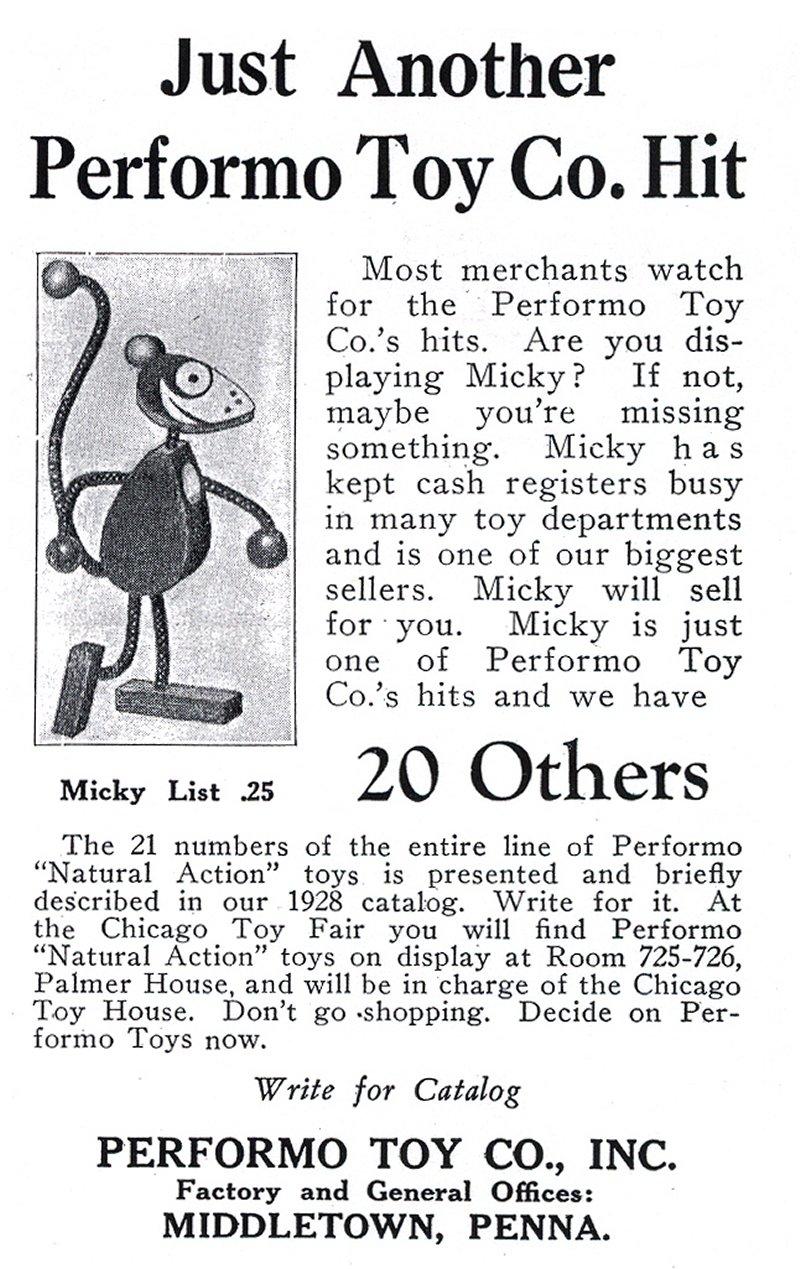 Just Another
Performo Toy Co. Hit
Most merchants watch
for the Performo Toy
Co.'s hits. Are you dis-
playing Micky? If not,
maybe you're missing
something. Micky has
kept cash registers busy
in many toy departments
and is one of our biggest
sellers. Micky will sell
for you. Micky is just
one of Performo Toy
Co.'s hits and we have
Micky List .25
20 Others
The 21 numbers of the entire line of Performo
“Natural Action” toys is presented and briefly
described in our 1928 catalog. Write for it. At
the Chicago Toy Fair you will find Performo
“Natural Action” toys on display at Room 725-726,
Palmer House, and will be in charge of the Chicago
Toy House. Don't go shopping. Decide on Per-
formo Toys now.
Write for Catalog
PERFORMO TOY CO., INC.
Factory and General Offices:
MIDDLETOWN, PENNA.